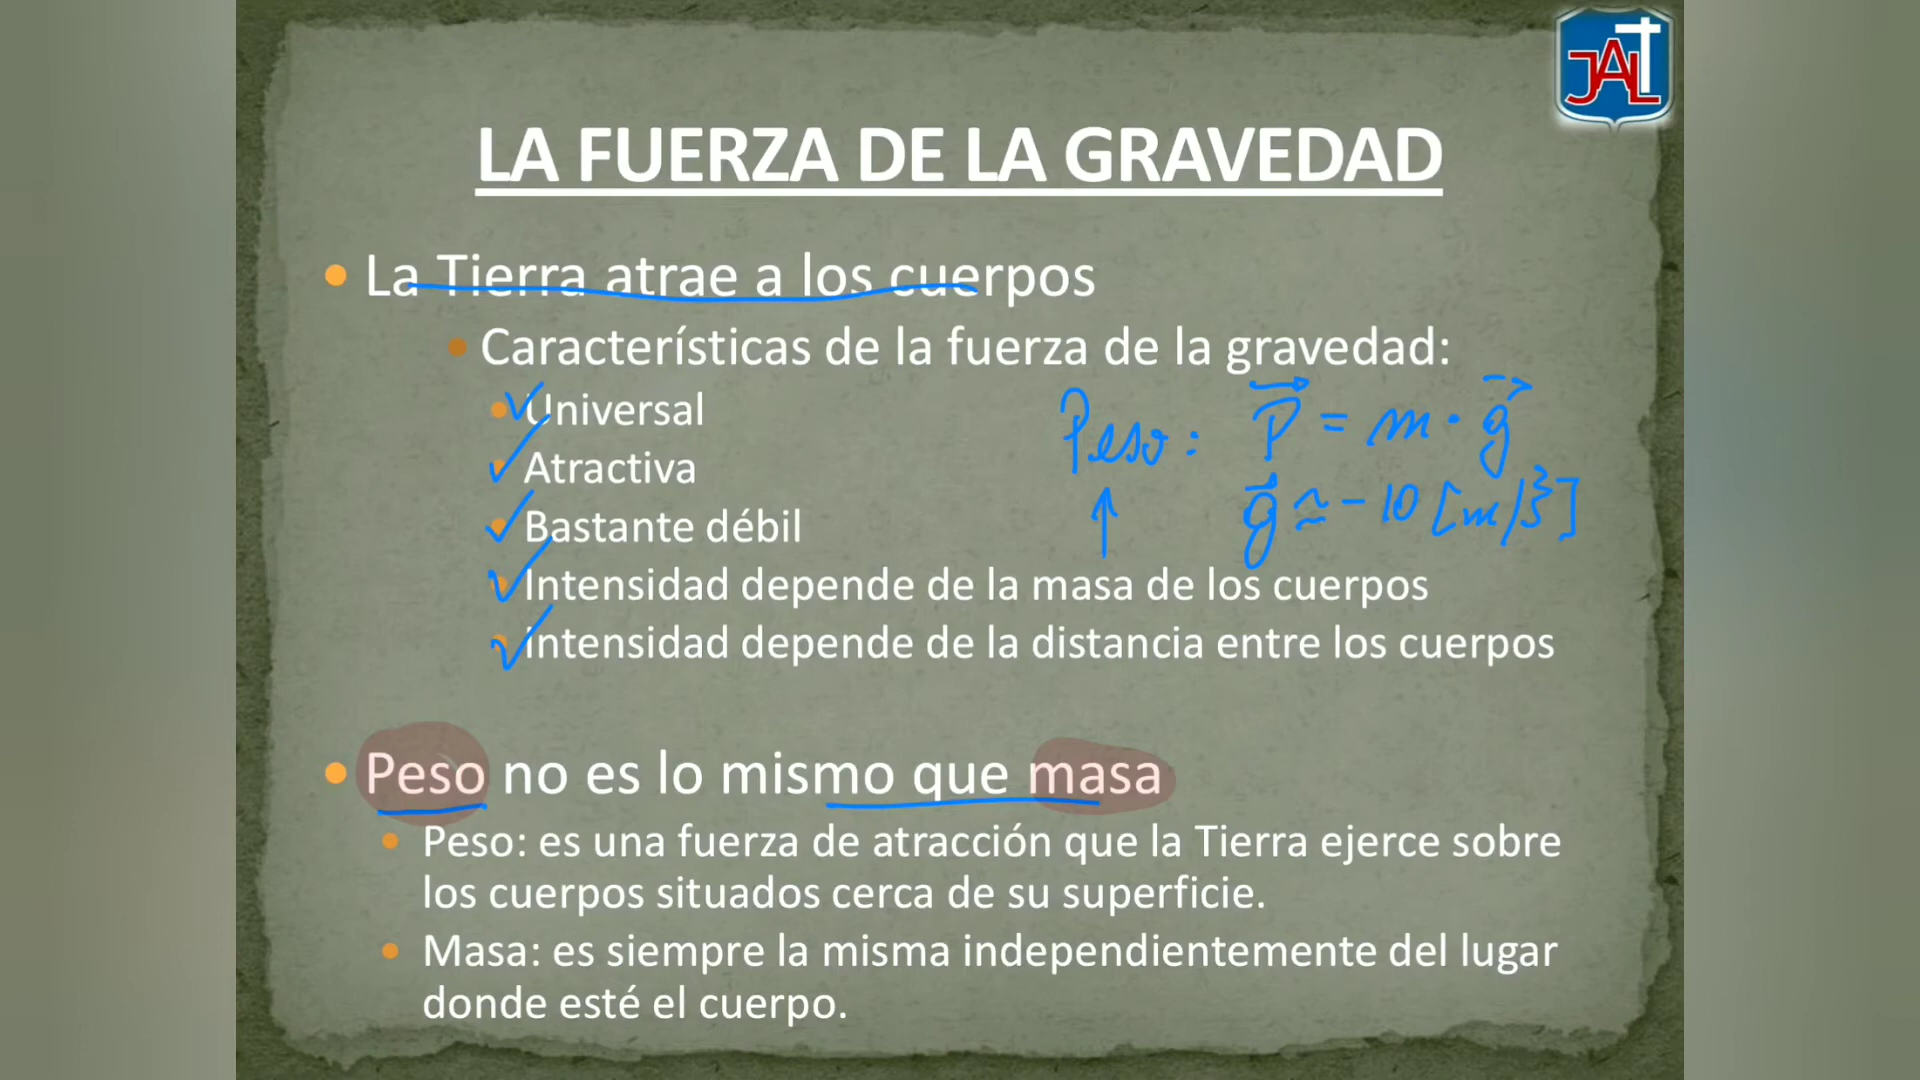 JALT
LA FUERZA DE LA GRAVEDAD
• La Tierra atrae a los cuerpos
• Características de la fuerza de la gravedad:
• Universal
• Atractiva
• Bastante débil
• Intensidad depende de la masa de los cuerpos
• Intensidad depende de la distancia entre los cuerpos
Peso: P⃗ = m · g⃗
g⃗ ≃ -10 [m/s²]
• Peso no es lo mismo que masa
• Peso: es una fuerza de atracción que la Tierra ejerce sobre
los cuerpos situados cerca de su superficie.
• Masa: es siempre la misma independientemente del lugar
donde esté el cuerpo.